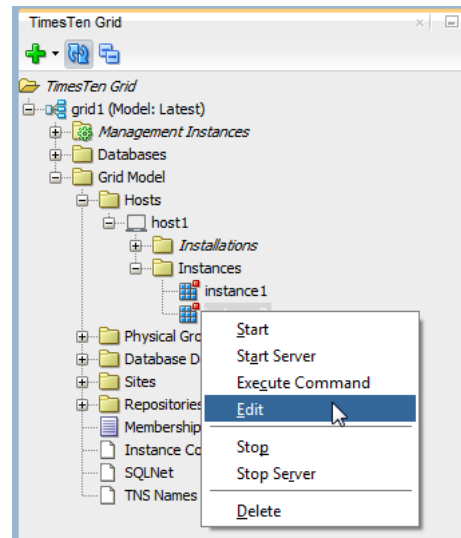 TimesTen Grid
TimesTen Grid
grid1 (Model: Latest)
Management Instances
Databases
Grid Model
Hosts
host1
Installations
Instances
instance1
Physical Gro
Database D
Sites
Repositories
Membership
Instance Co
SQLNet
TNS Names
Start
Start Server
Execute Command
Edit
Stop
Stop Server
Delete